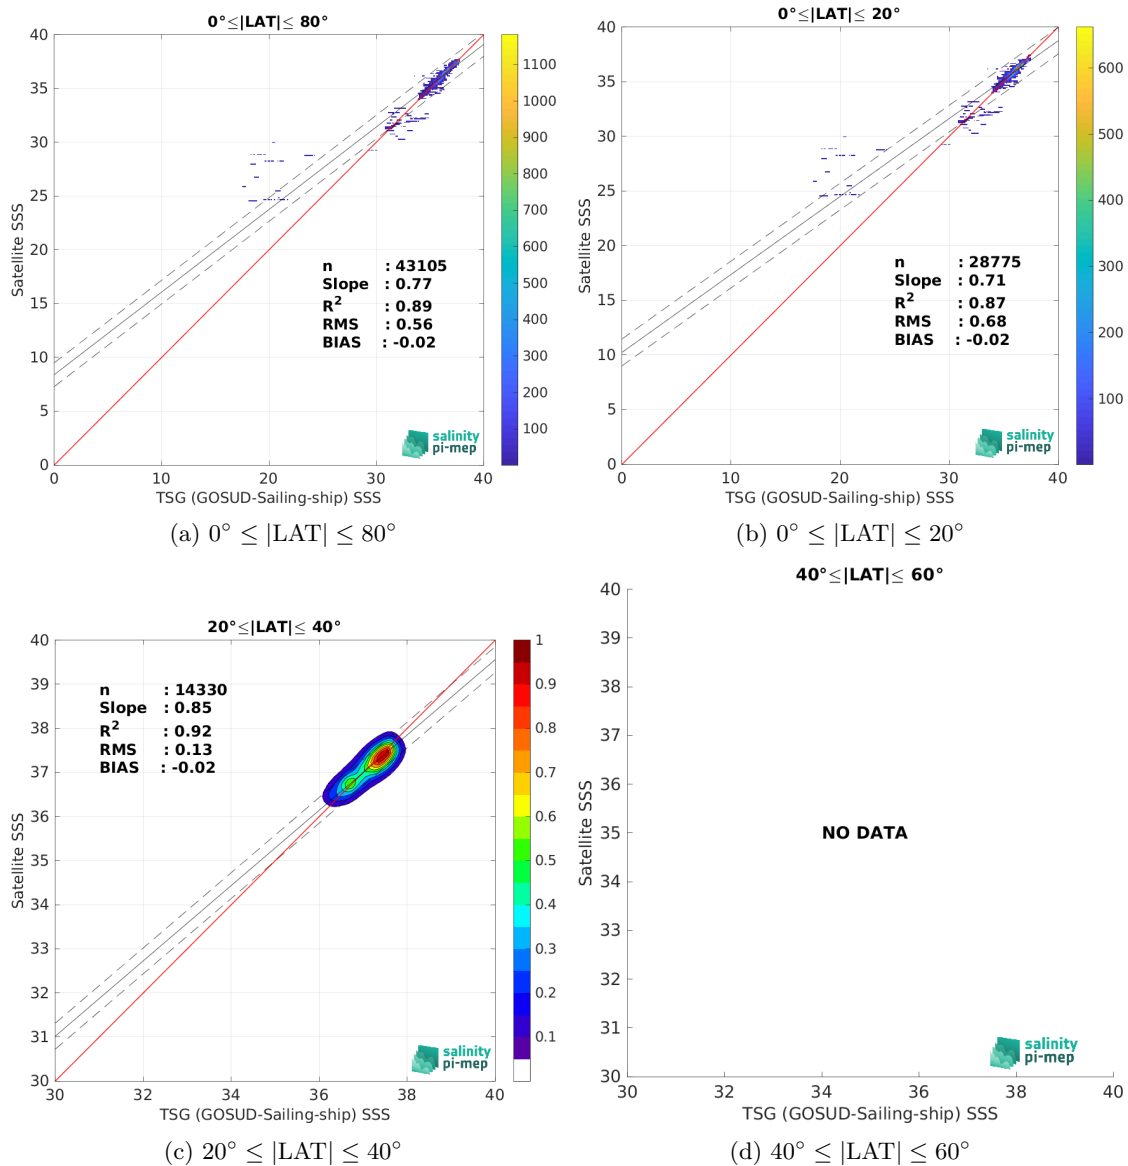 0°≤|LAT|≤ 80°
40
35
30
25
20
15
10
5
0
0
10
20
30
40
Satellite SSS
TSG (GOSUD-Sailing-ship) SSS
n : 43105
Slope : 0.77
R² : 0.89
RMS : 0.56
BIAS : -0.02
salinity
pi-mep
1100
1000
900
800
700
600
500
400
300
200
100
(a) 0° ≤ |LAT| ≤ 80°
0°≤|LAT|≤ 20°
40
35
30
25
20
15
10
5
0
0
10
20
30
40
Satellite SSS
TSG (GOSUD-Sailing-ship) SSS
n : 28775
Slope : 0.71
R² : 0.87
RMS : 0.68
BIAS : -0.02
salinity
pi-mep
600
500
400
300
200
100
(b) 0° ≤ |LAT| ≤ 20°
20°≤|LAT|≤ 40°
40
39
38
37
36
35
34
33
32
31
30
30
32
34
36
38
40
Satellite SSS
TSG (GOSUD-Sailing-ship) SSS
n : 14330
Slope : 0.85
R² : 0.92
RMS : 0.13
BIAS : -0.02
salinity
pi-mep
1
0.9
0.8
0.7
0.6
0.5
0.4
0.3
0.2
0.1
(c) 20° ≤ |LAT| ≤ 40°
40°≤|LAT|≤ 60°
40
39
38
37
36
35
34
33
32
31
30
30
32
34
36
38
40
Satellite SSS
TSG (GOSUD-Sailing-ship) SSS
NO DATA
salinity
pi-mep
(d) 40° ≤ |LAT| ≤ 60°